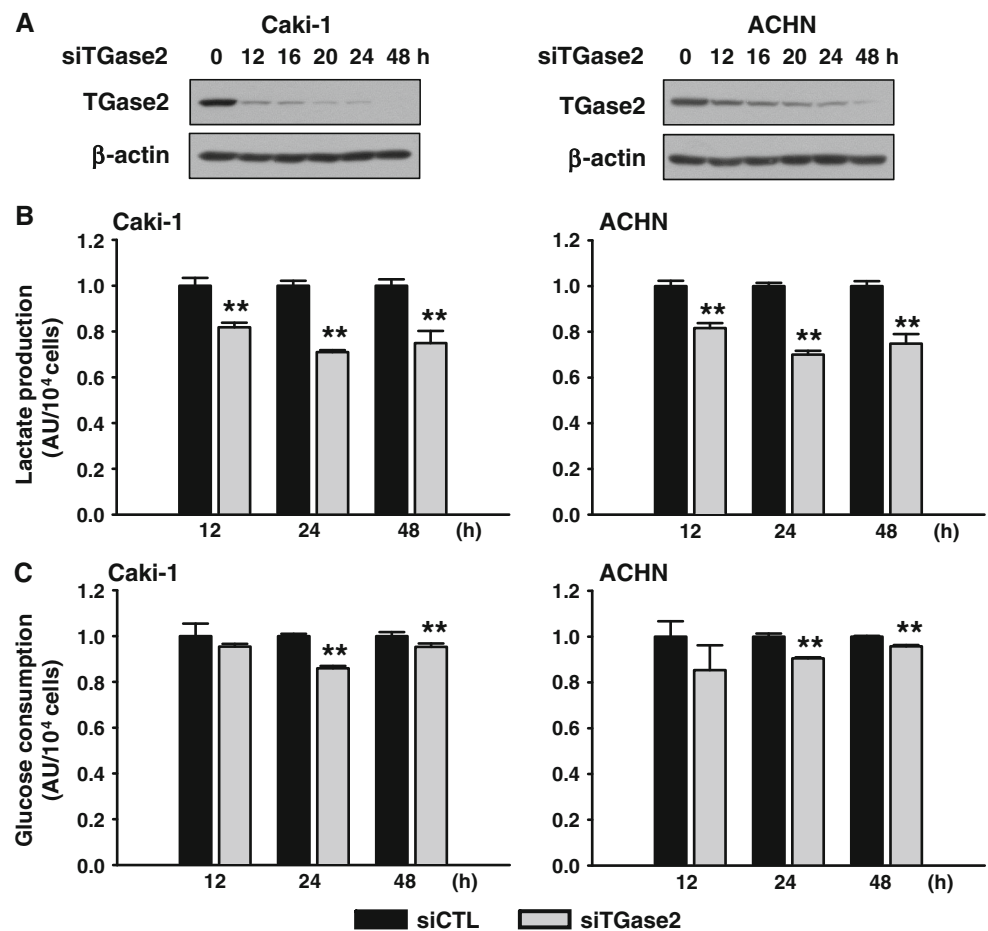 A
Caki-1
ACHN
siTGase2 0 12 16 20 24 48 h
siTGase2 0 12 16 20 24 48 h
TGase2
TGase2
β-actin
β-actin
B
Caki-1
ACHN
Lactate production
(AU/10⁴ cells)
1.2
1.0
0.8
0.6
0.4
0.2
0.0
** ** **
12 24 48 (h)
1.2
1.0
0.8
0.6
0.4
0.2
0.0
** ** **
12 24 48 (h)
C
Caki-1
ACHN
Glucose consumption
(AU/10⁴ cells)
1.2
1.0
0.8
0.6
0.4
0.2
0.0
** **
12 24 48 (h)
1.2
1.0
0.8
0.6
0.4
0.2
0.0
** **
12 24 48 (h)
siCTL siTGase2